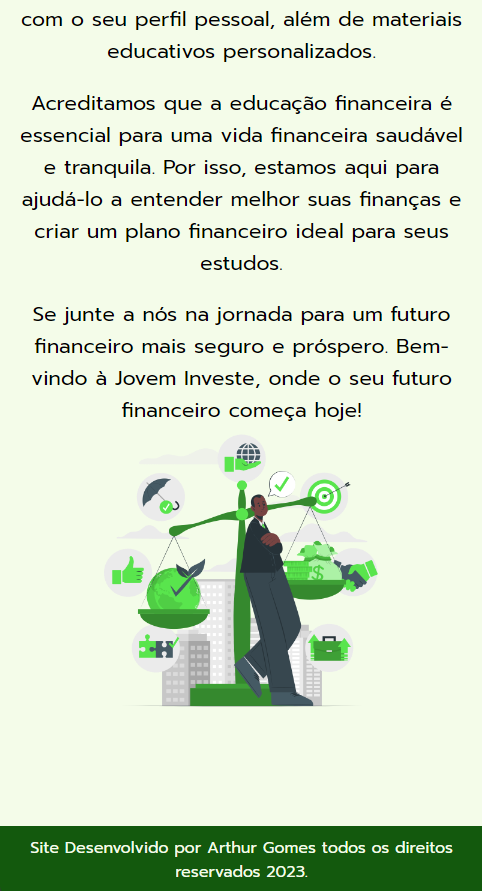 com o seu perfil pessoal, além de materiais
educativos personalizados.
Acreditamos que a educação financeira é
essencial para uma vida financeira saudável
e tranquila. Por isso, estamos aqui para
ajudá-lo a entender melhor suas finanças e
criar um plano financeiro ideal para seus
estudos.
Se junte a nós na jornada para um futuro
financeiro mais seguro e próspero. Bem-
vindo à Jovem Investe, onde o seu futuro
financeiro começa hoje!
$
Site Desenvolvido por Arthur Gomes todos os direitos
reservados 2023.